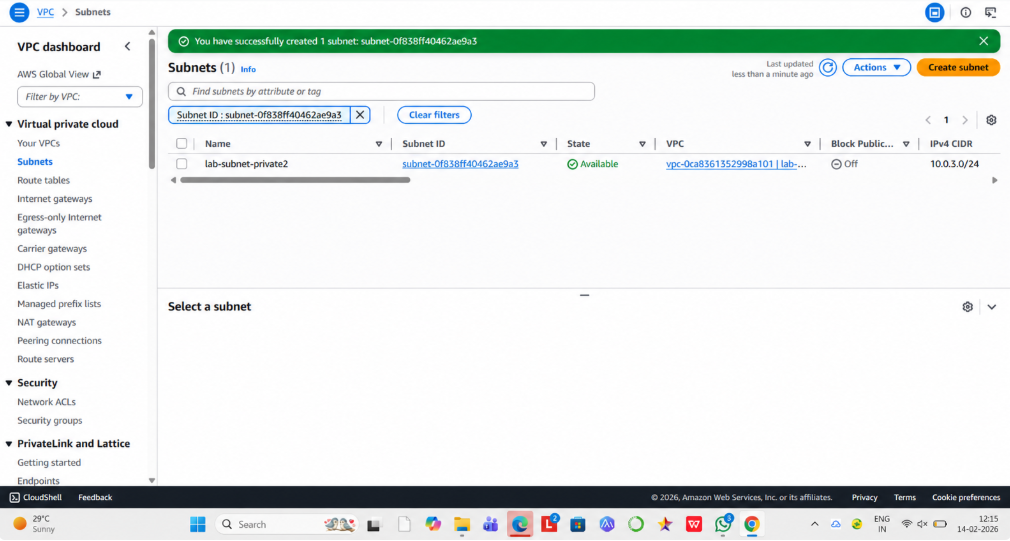 VPC > Subnets
VPC dashboard
AWS Global View
Filter by VPC:
Virtual private cloud
Your VPCs
Subnets
Route tables
Internet gateways
Egress-only Internet
gateways
Carrier gateways
DHCP option sets
Elastic IPs
Managed prefix lists
NAT gateways
Peering connections
Route servers
Security
Network ACLs
Security groups
PrivateLink and Lattice
Getting started
Endpoints
You have successfully created 1 subnet: subnet-0f838ff40462ae9a3
Subnets (1) Info
Last updated
less than a minute ago
Actions
Create subnet
Find subnets by attribute or tag
Subnet ID : subnet-0f838ff40462ae9a3
Clear filters
1
Name Subnet ID State VPC Block Public... IPv4 CIDR
lab-subnet-private2 subnet-0f838ff40462ae9a3 Available vpc-0ca8361352998a101 | lab-... Off 10.0.3.0/24
Select a subnet
CloudShell Feedback © 2026, Amazon Web Services, Inc. or its affiliates. Privacy Terms Cookie preferences
29°C
Sunny
Search
2
3
ENG
IN
12:15
14-02-2026